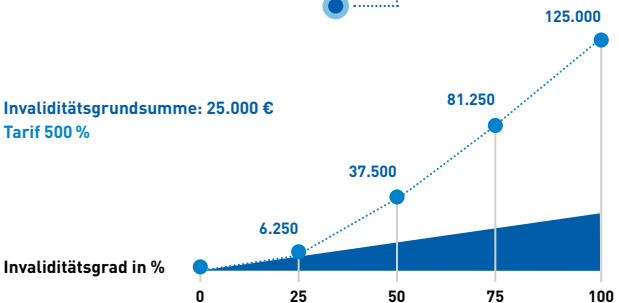 125.000
81.250
Invaliditätsgrundsumme: 25.000 €
Tarif 500 %
37.500
6.250
Invaliditätsgrad in %
0 25 50 75 100